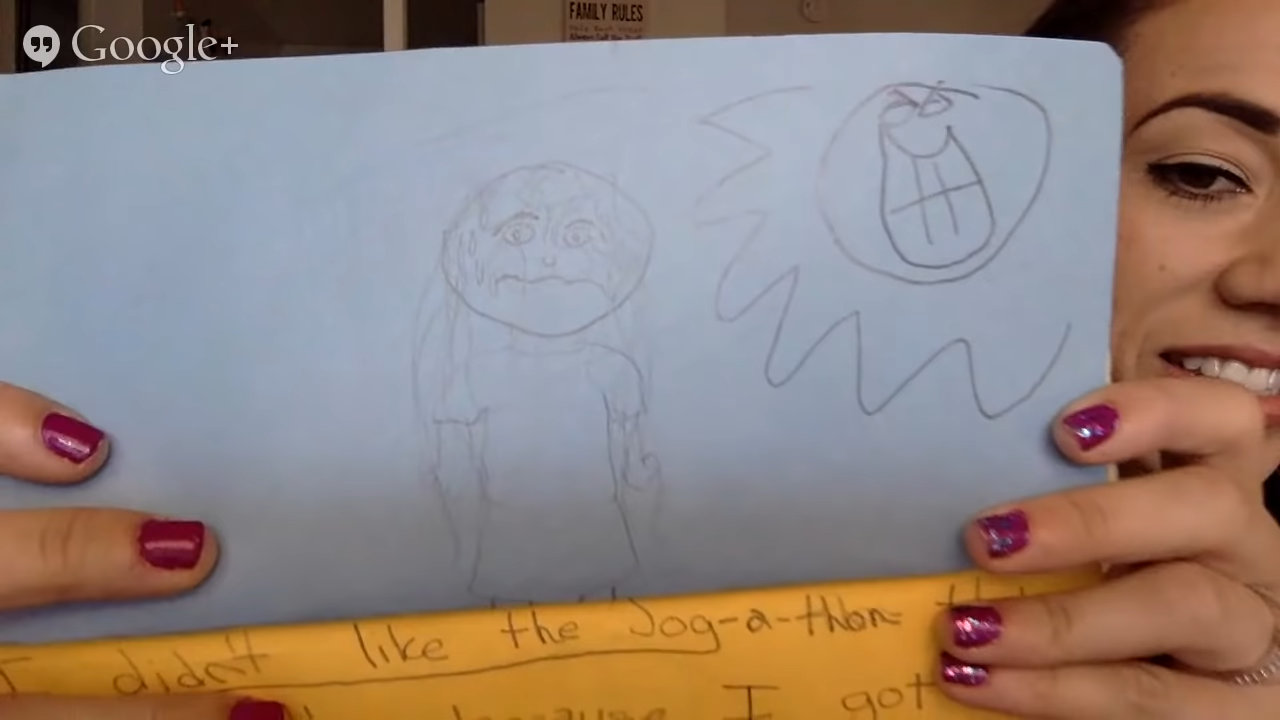 Google+
FAMILY RULES
I didn't like the Jog-a-thon
because I got